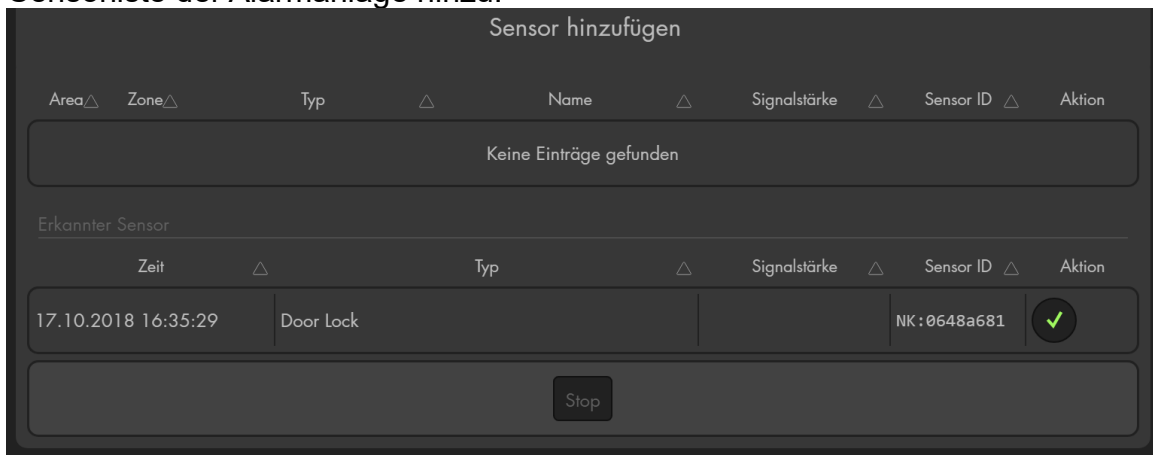 Sensor hinzufügen
Area Zone Typ Name Signalstärke Sensor ID Aktion
Keine Einträge gefunden
Erkannter Sensor
Zeit Typ Signalstärke Sensor ID Aktion
17.10.2018 16:35:29 Door Lock NK:0648a681
Stop